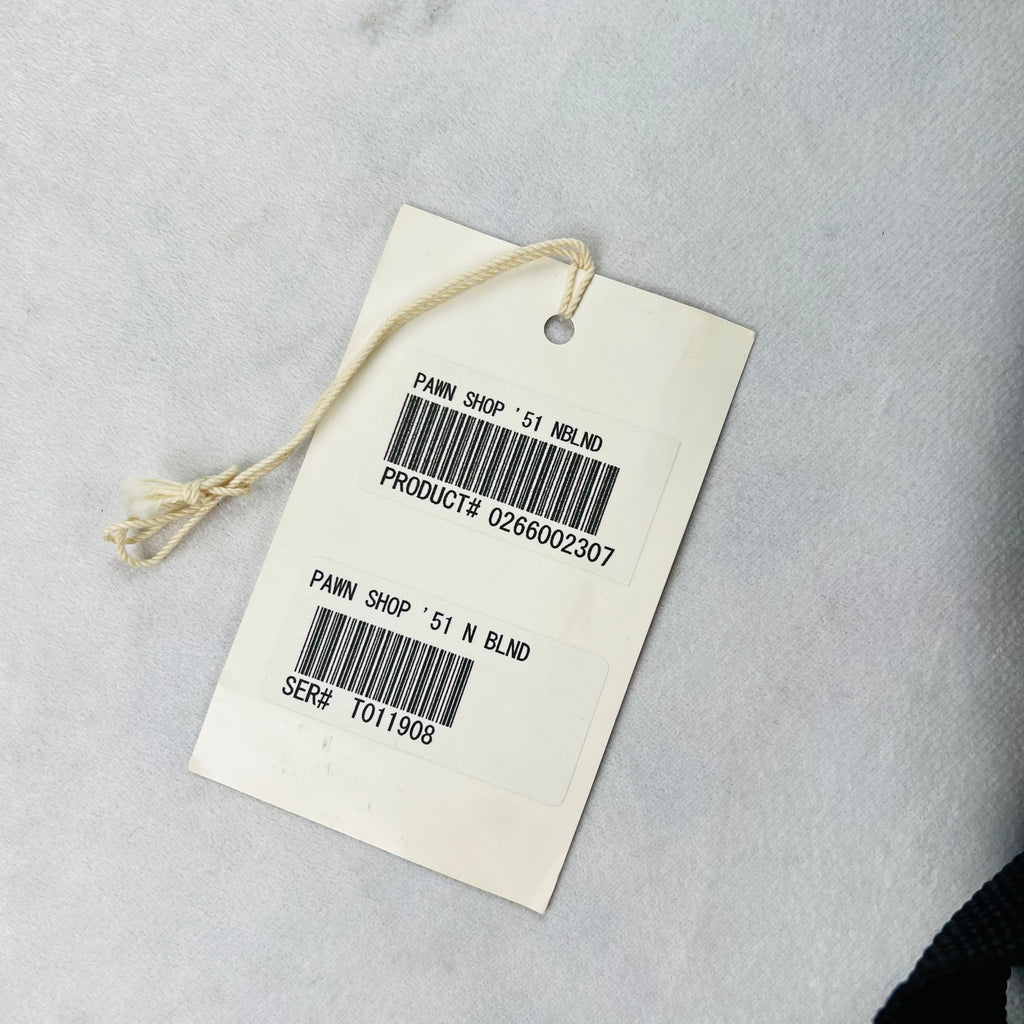 PAWN SHOP '51 NBLND
PRODUCT# 0266002307
PAWN SHOP '51 N BLND
SER# T011908